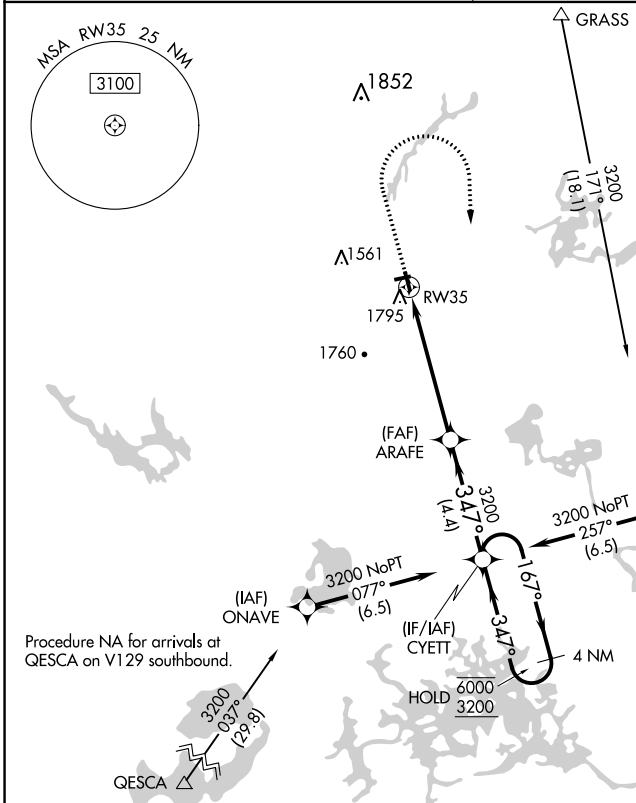 MSA RW35 25 NM
3100
GRASS
1852
3200
171°
(18.1)
1561
RW35
1795
1760
(FAF)
ARAFE
3200
347°
(4.4)
3200 NoPT
257°
(6.5)
3200 NoPT
077°
(6.5)
(IAF)
ONAVE
(IF/IAF)
CYETT
167°
347°
4 NM
HOLD
6000
3200
Procedure NA for arrivals at
QESCA on V129 southbound.
3200
037°
(29.8)
QESCA